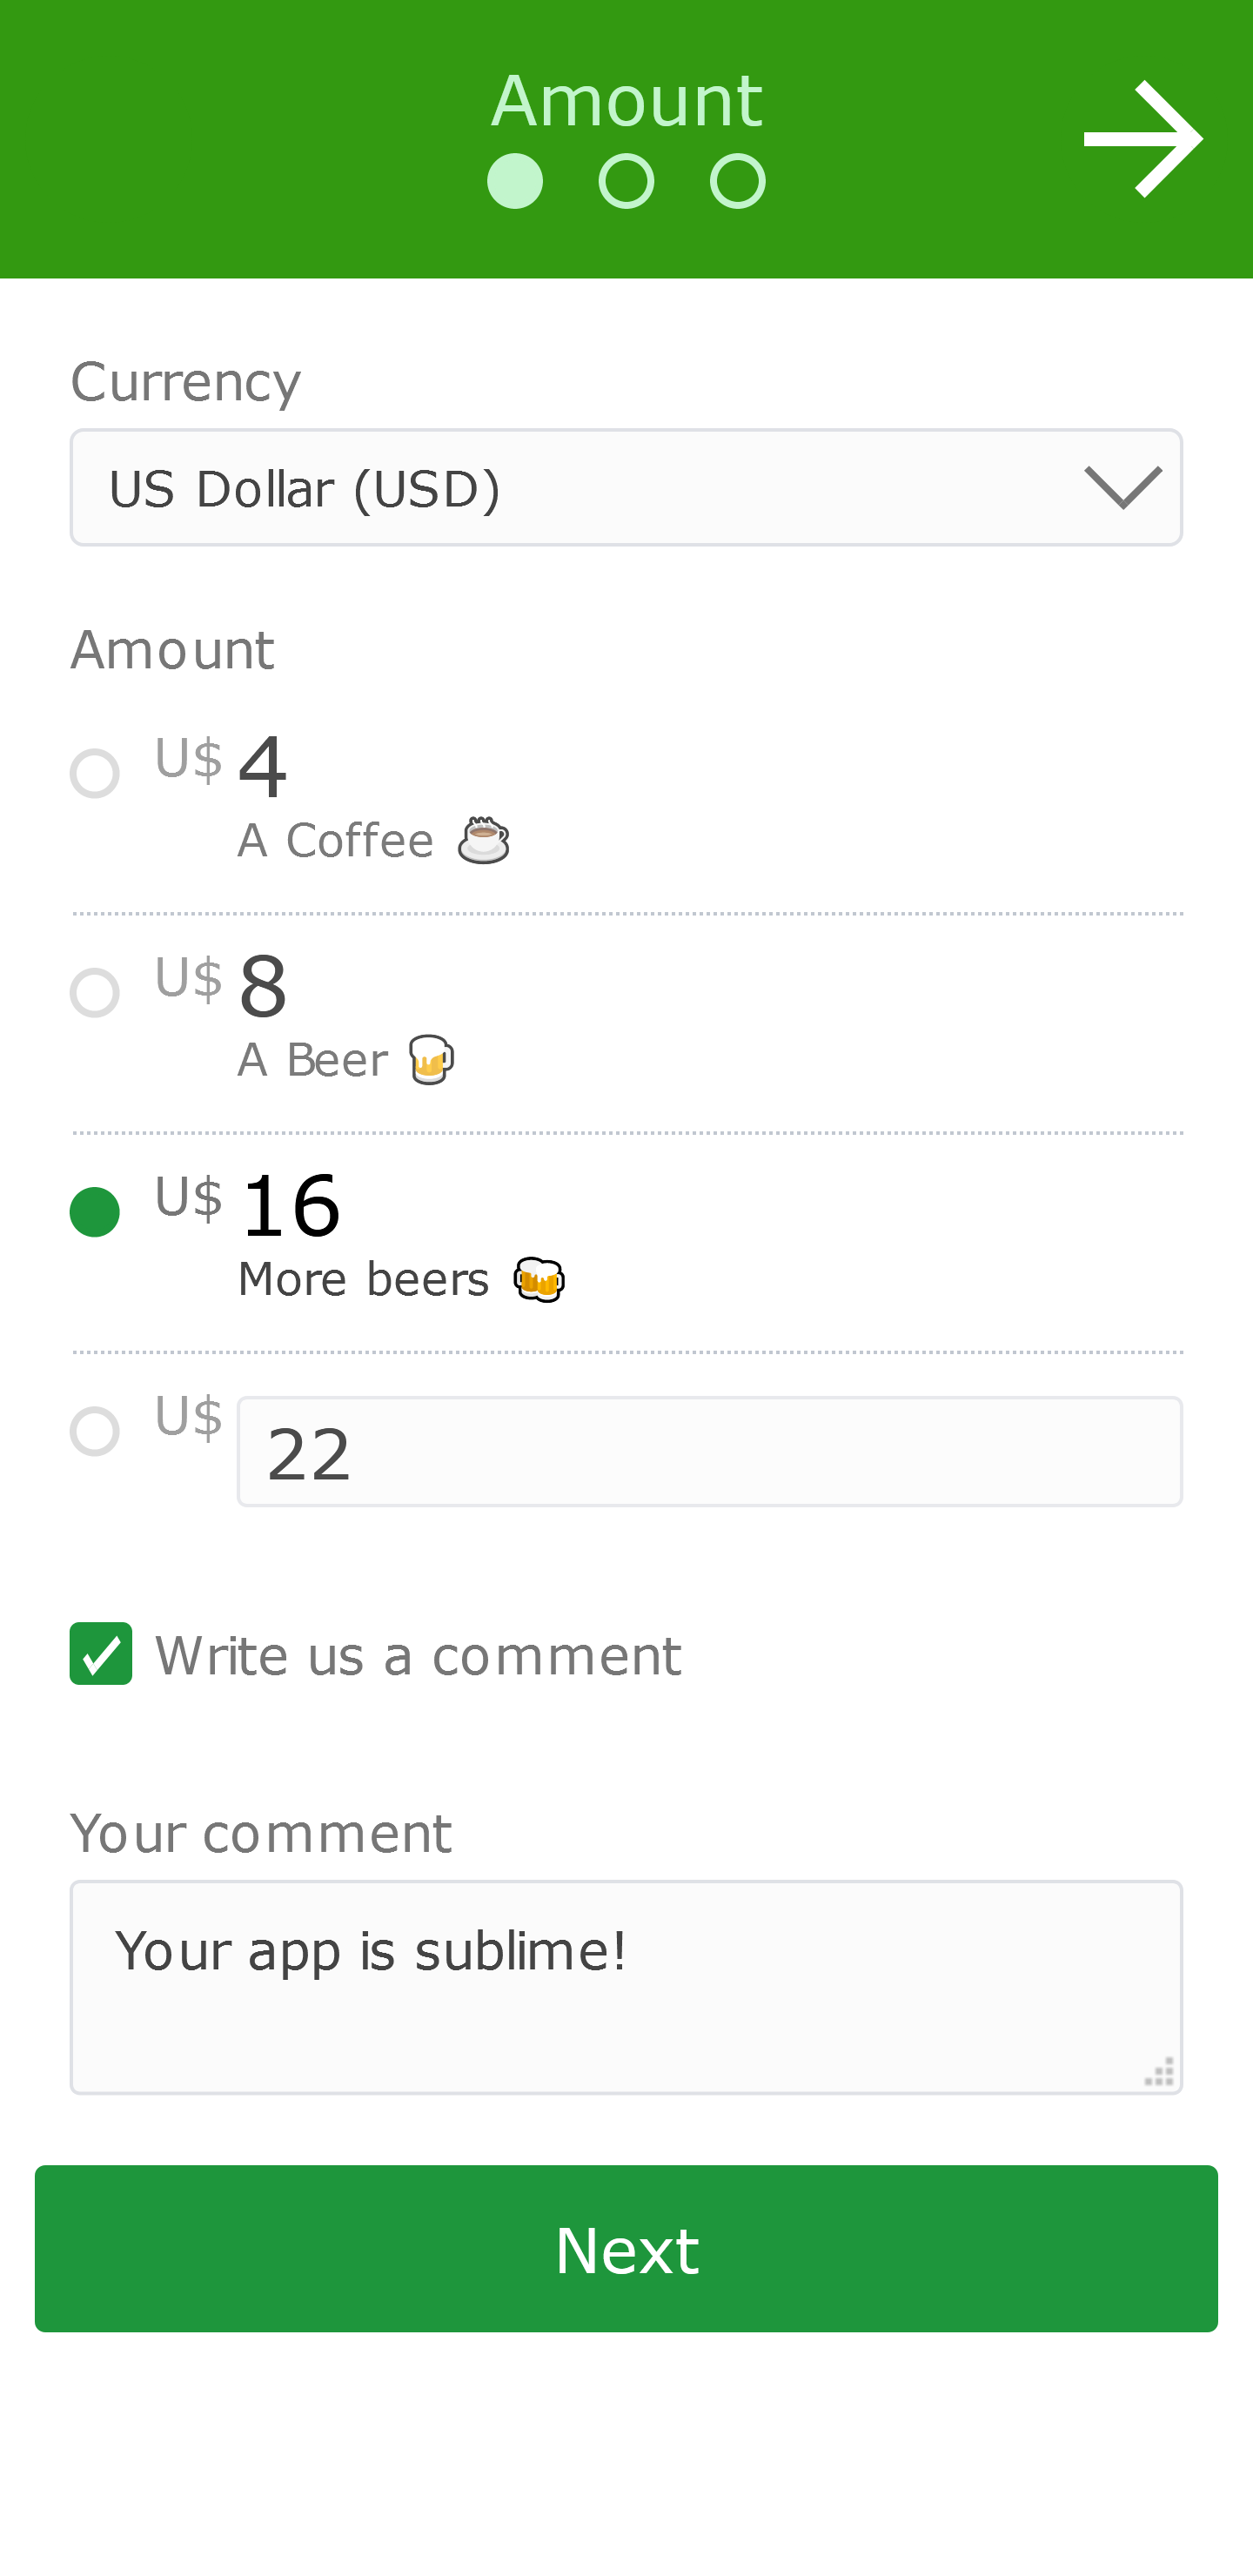 Amount
Currency
US Dollar (USD)
Amount
U$ 4
A Coffee ☕
U$ 8
A Beer 🍺
U$ 16
More beers 🍻
U$ 22
Write us a comment
Your comment
Your app is sublime!
Next